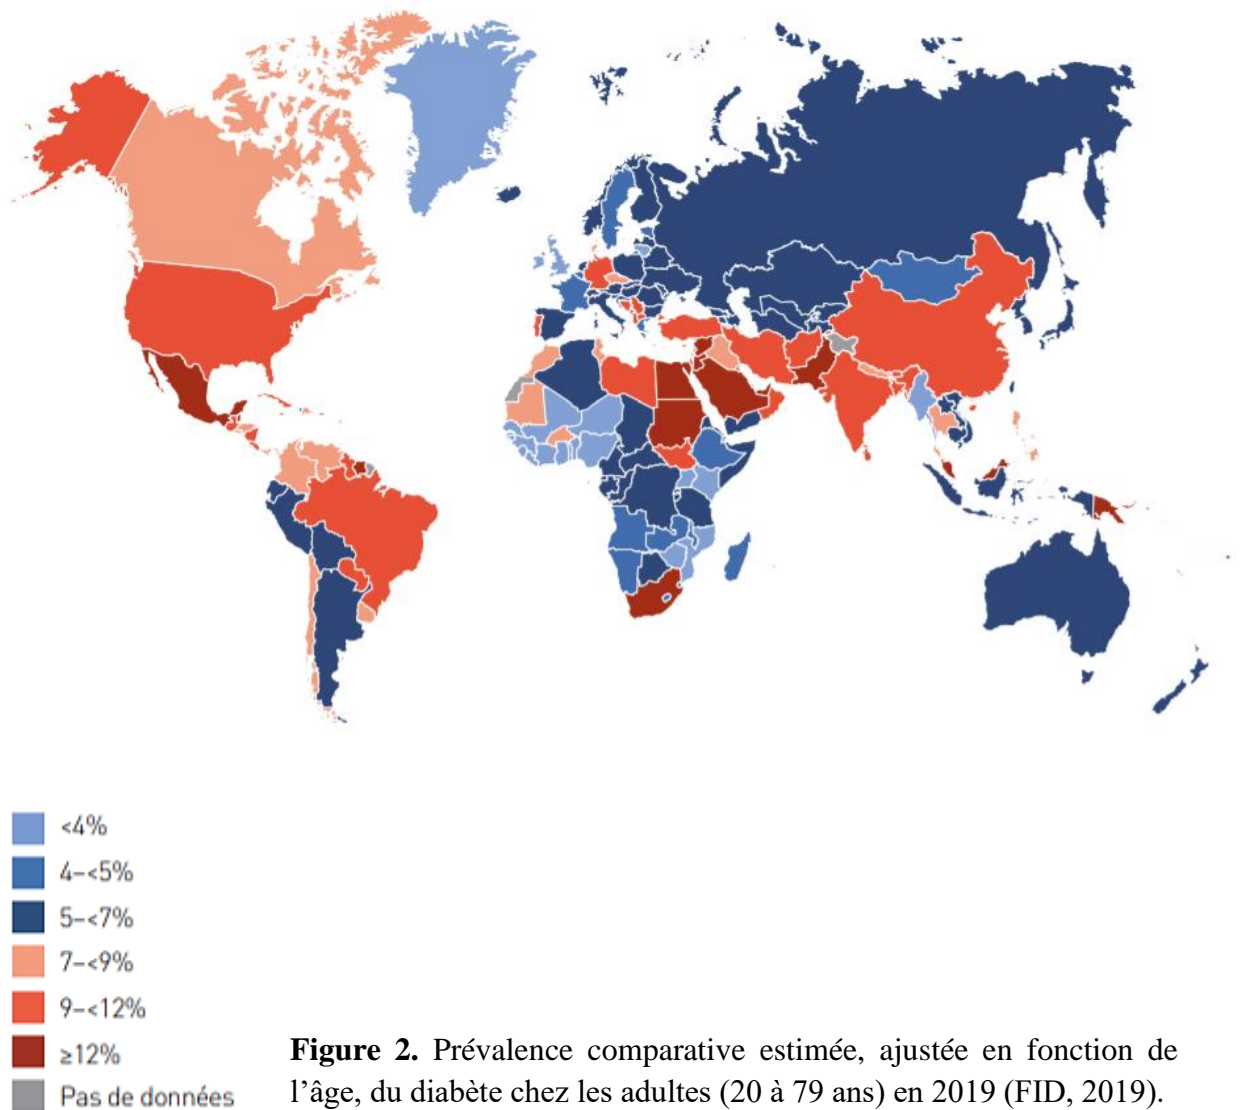 <4%
4–<5%
5–<7%
7–<9%
9–<12%
≥12%
Pas de données
Figure 2. Prévalence comparative estimée, ajustée en fonction de
l’âge, du diabète chez les adultes (20 à 79 ans) en 2019 (FID, 2019).